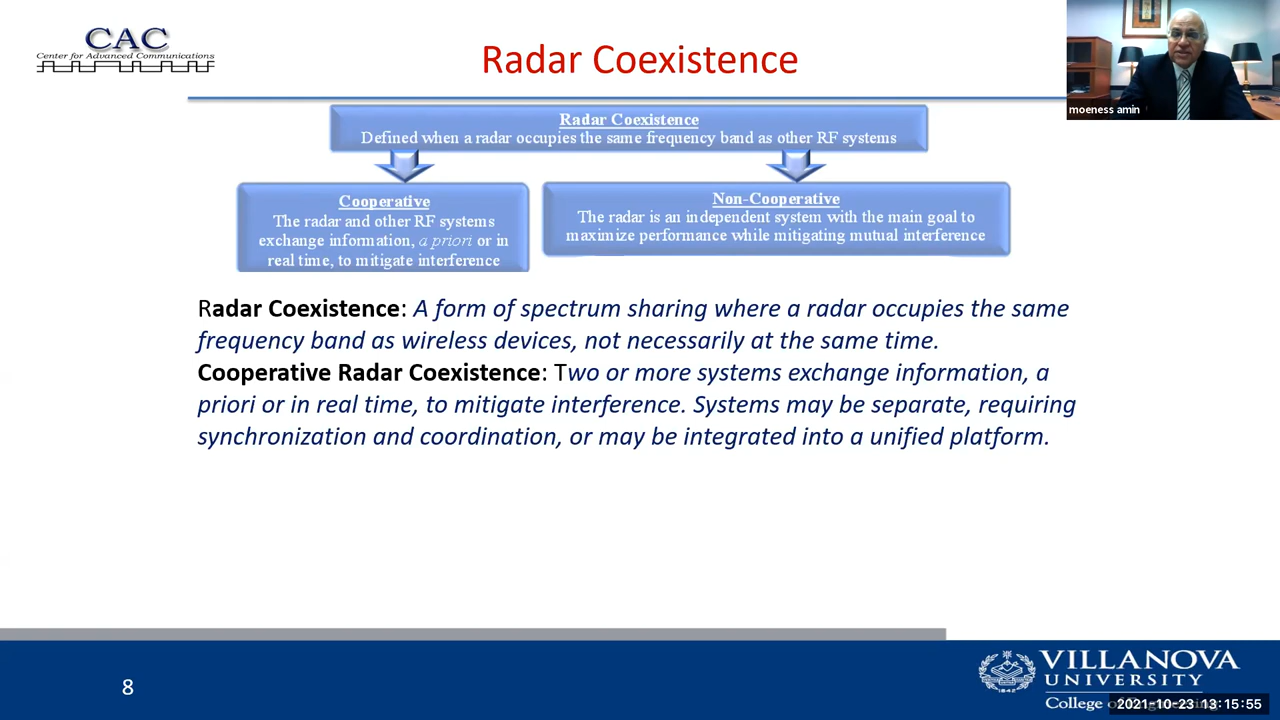 CAC
Center for Advanced Communications
Radar Coexistence
moeness amin
Radar Coexistence
Defined when a radar occupies the same frequency band as other RF systems
Cooperative
The radar and other RF systems
exchange information, a priori or in
real time, to mitigate interference
Non-Cooperative
The radar is an independent system with the main goal to
maximize performance while mitigating mutual interference
Radar Coexistence: A form of spectrum sharing where a radar occupies the same
frequency band as wireless devices, not necessarily at the same time.
Cooperative Radar Coexistence: Two or more systems exchange information, a
priori or in real time, to mitigate interference. Systems may be separate, requiring
synchronization and coordination, or may be integrated into a unified platform.
8
1842
VILLANOVA
UNIVERSITY
College of Engineering
2021-10-23 13:15:55